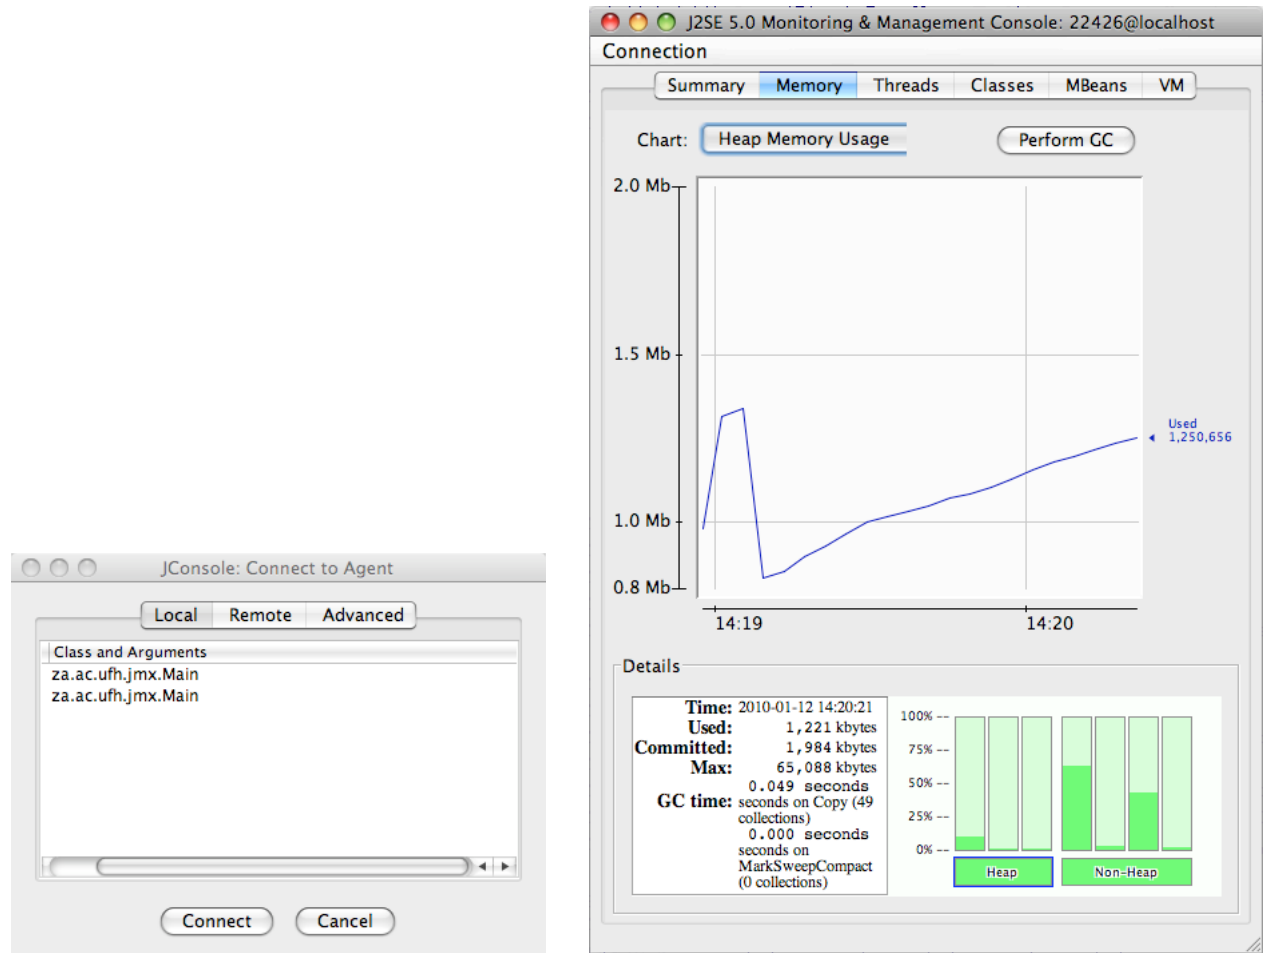 JConsole: Connect to Agent
Local Remote Advanced
Class and Arguments
za.ac.ufh.jmx.Main
za.ac.ufh.jmx.Main
Connect Cancel
J2SE 5.0 Monitoring & Management Console: 22426@localhost
Connection
Summary Memory Threads Classes MBeans VM
Chart: Heap Memory Usage Perform GC
2.0 Mb
1.5 Mb
Used
1,250,656
1.0 Mb
0.8 Mb
14:19 14:20
Details
Time: 2010-01-12 14:20:21
Used: 1,221 kbytes
Committed: 1,984 kbytes
Max: 65,088 kbytes
GC time: 0.049 seconds
seconds on Copy (49
collections)
0.000 seconds
seconds on
MarkSweepCompact
(0 collections)
100% --
75% --
50% --
25% --
0% --
Heap Non-Heap